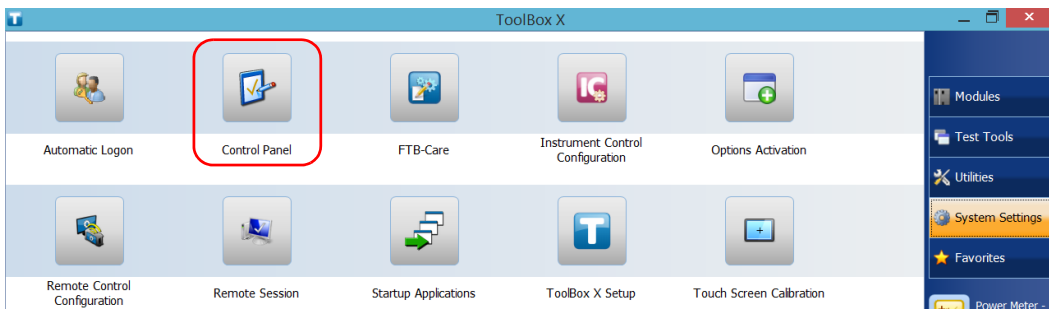 ToolBox X
Automatic Logon
Control Panel
FTB-Care
Instrument Control
Configuration
Options Activation
Remote Control
Configuration
Remote Session
Startup Applications
ToolBox X Setup
Touch Screen Calibration
Modules
Test Tools
Utilities
System Settings
Favorites
Power Meter -